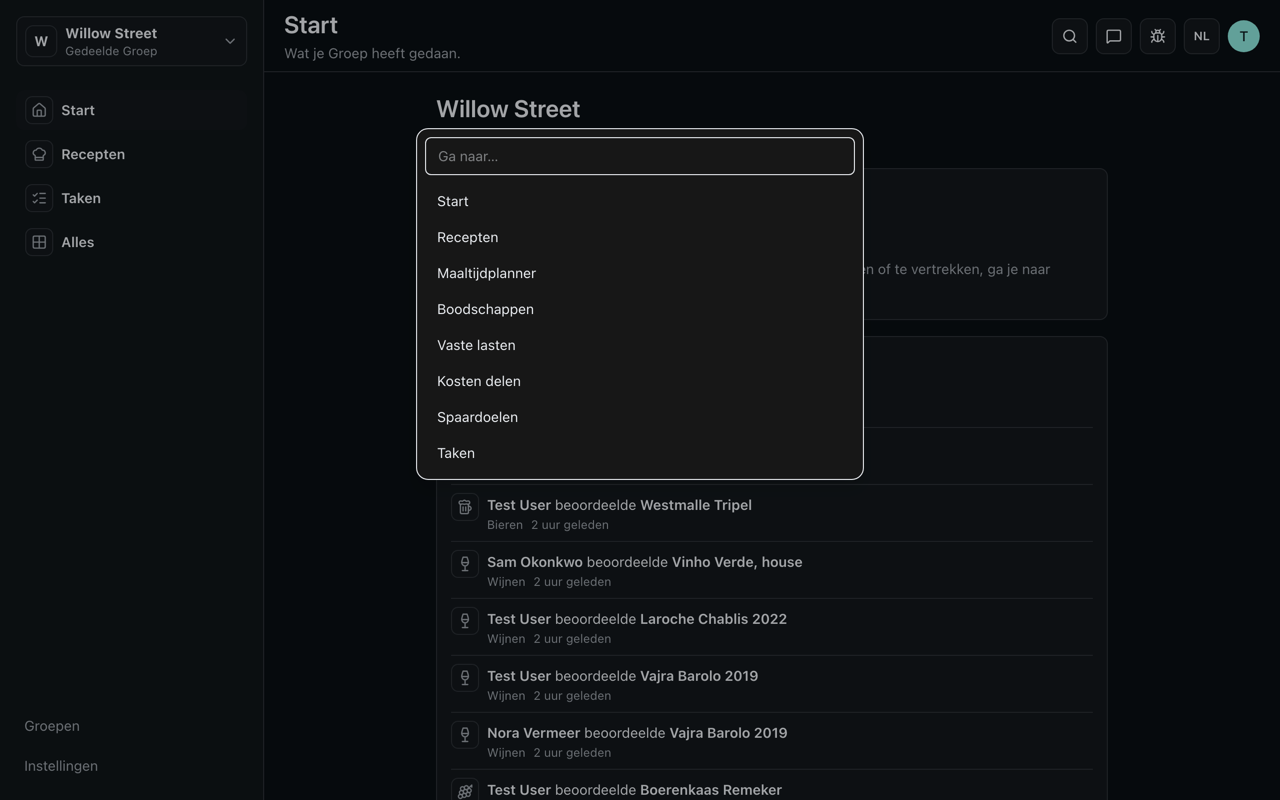 W
Willow Street
Gedeelde Groep
Start
Recepten
Taken
Alles
Groepen
Instellingen
Start
Wat je Groep heeft gedaan.
NL
T
Willow Street
Ga naar...
Start
Recepten
Maaltijdplanner
Boodschappen
Vaste lasten
Kosten delen
Spaardoelen
Taken
of te vertrekken, ga je naar
Test User beoordeelde Westmalle Tripel
Bieren 2 uur geleden
Sam Okonkwo beoordeelde Vinho Verde, house
Wijnen 2 uur geleden
Test User beoordeelde Laroche Chablis 2022
Wijnen 2 uur geleden
Test User beoordeelde Vajra Barolo 2019
Wijnen 2 uur geleden
Nora Vermeer beoordeelde Vajra Barolo 2019
Wijnen 2 uur geleden
Test User beoordeelde Boerenkaas Remeker